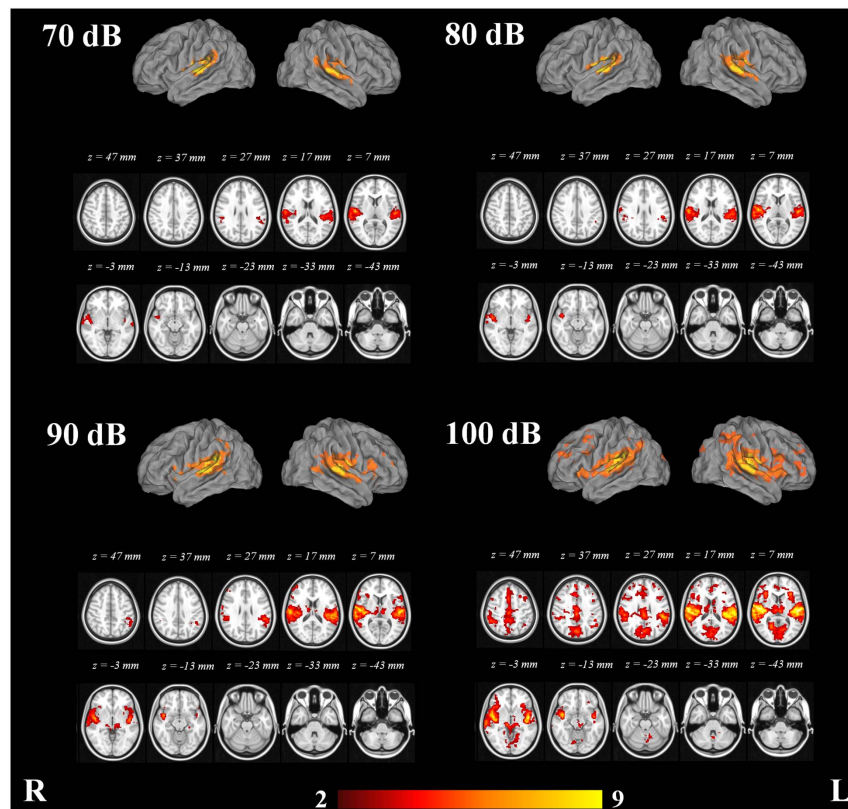 70 dB
80 dB
z = 47 mm z = 37 mm z = 27 mm z = 17 mm z = 7 mm
z = 47 mm z = 37 mm z = 27 mm z = 17 mm z = 7 mm
z = -3 mm z = -13 mm z = -23 mm z = -33 mm z = -43 mm
z = -3 mm z = -13 mm z = -23 mm z = -33 mm z = -43 mm
90 dB
100 dB
z = 47 mm z = 37 mm z = 27 mm z = 17 mm z = 7 mm
z = 47 mm z = 37 mm z = 27 mm z = 17 mm z = 7 mm
z = -3 mm z = -13 mm z = -23 mm z = -33 mm z = -43 mm
z = -3 mm z = -13 mm z = -23 mm z = -33 mm z = -43 mm
R 2 9 L